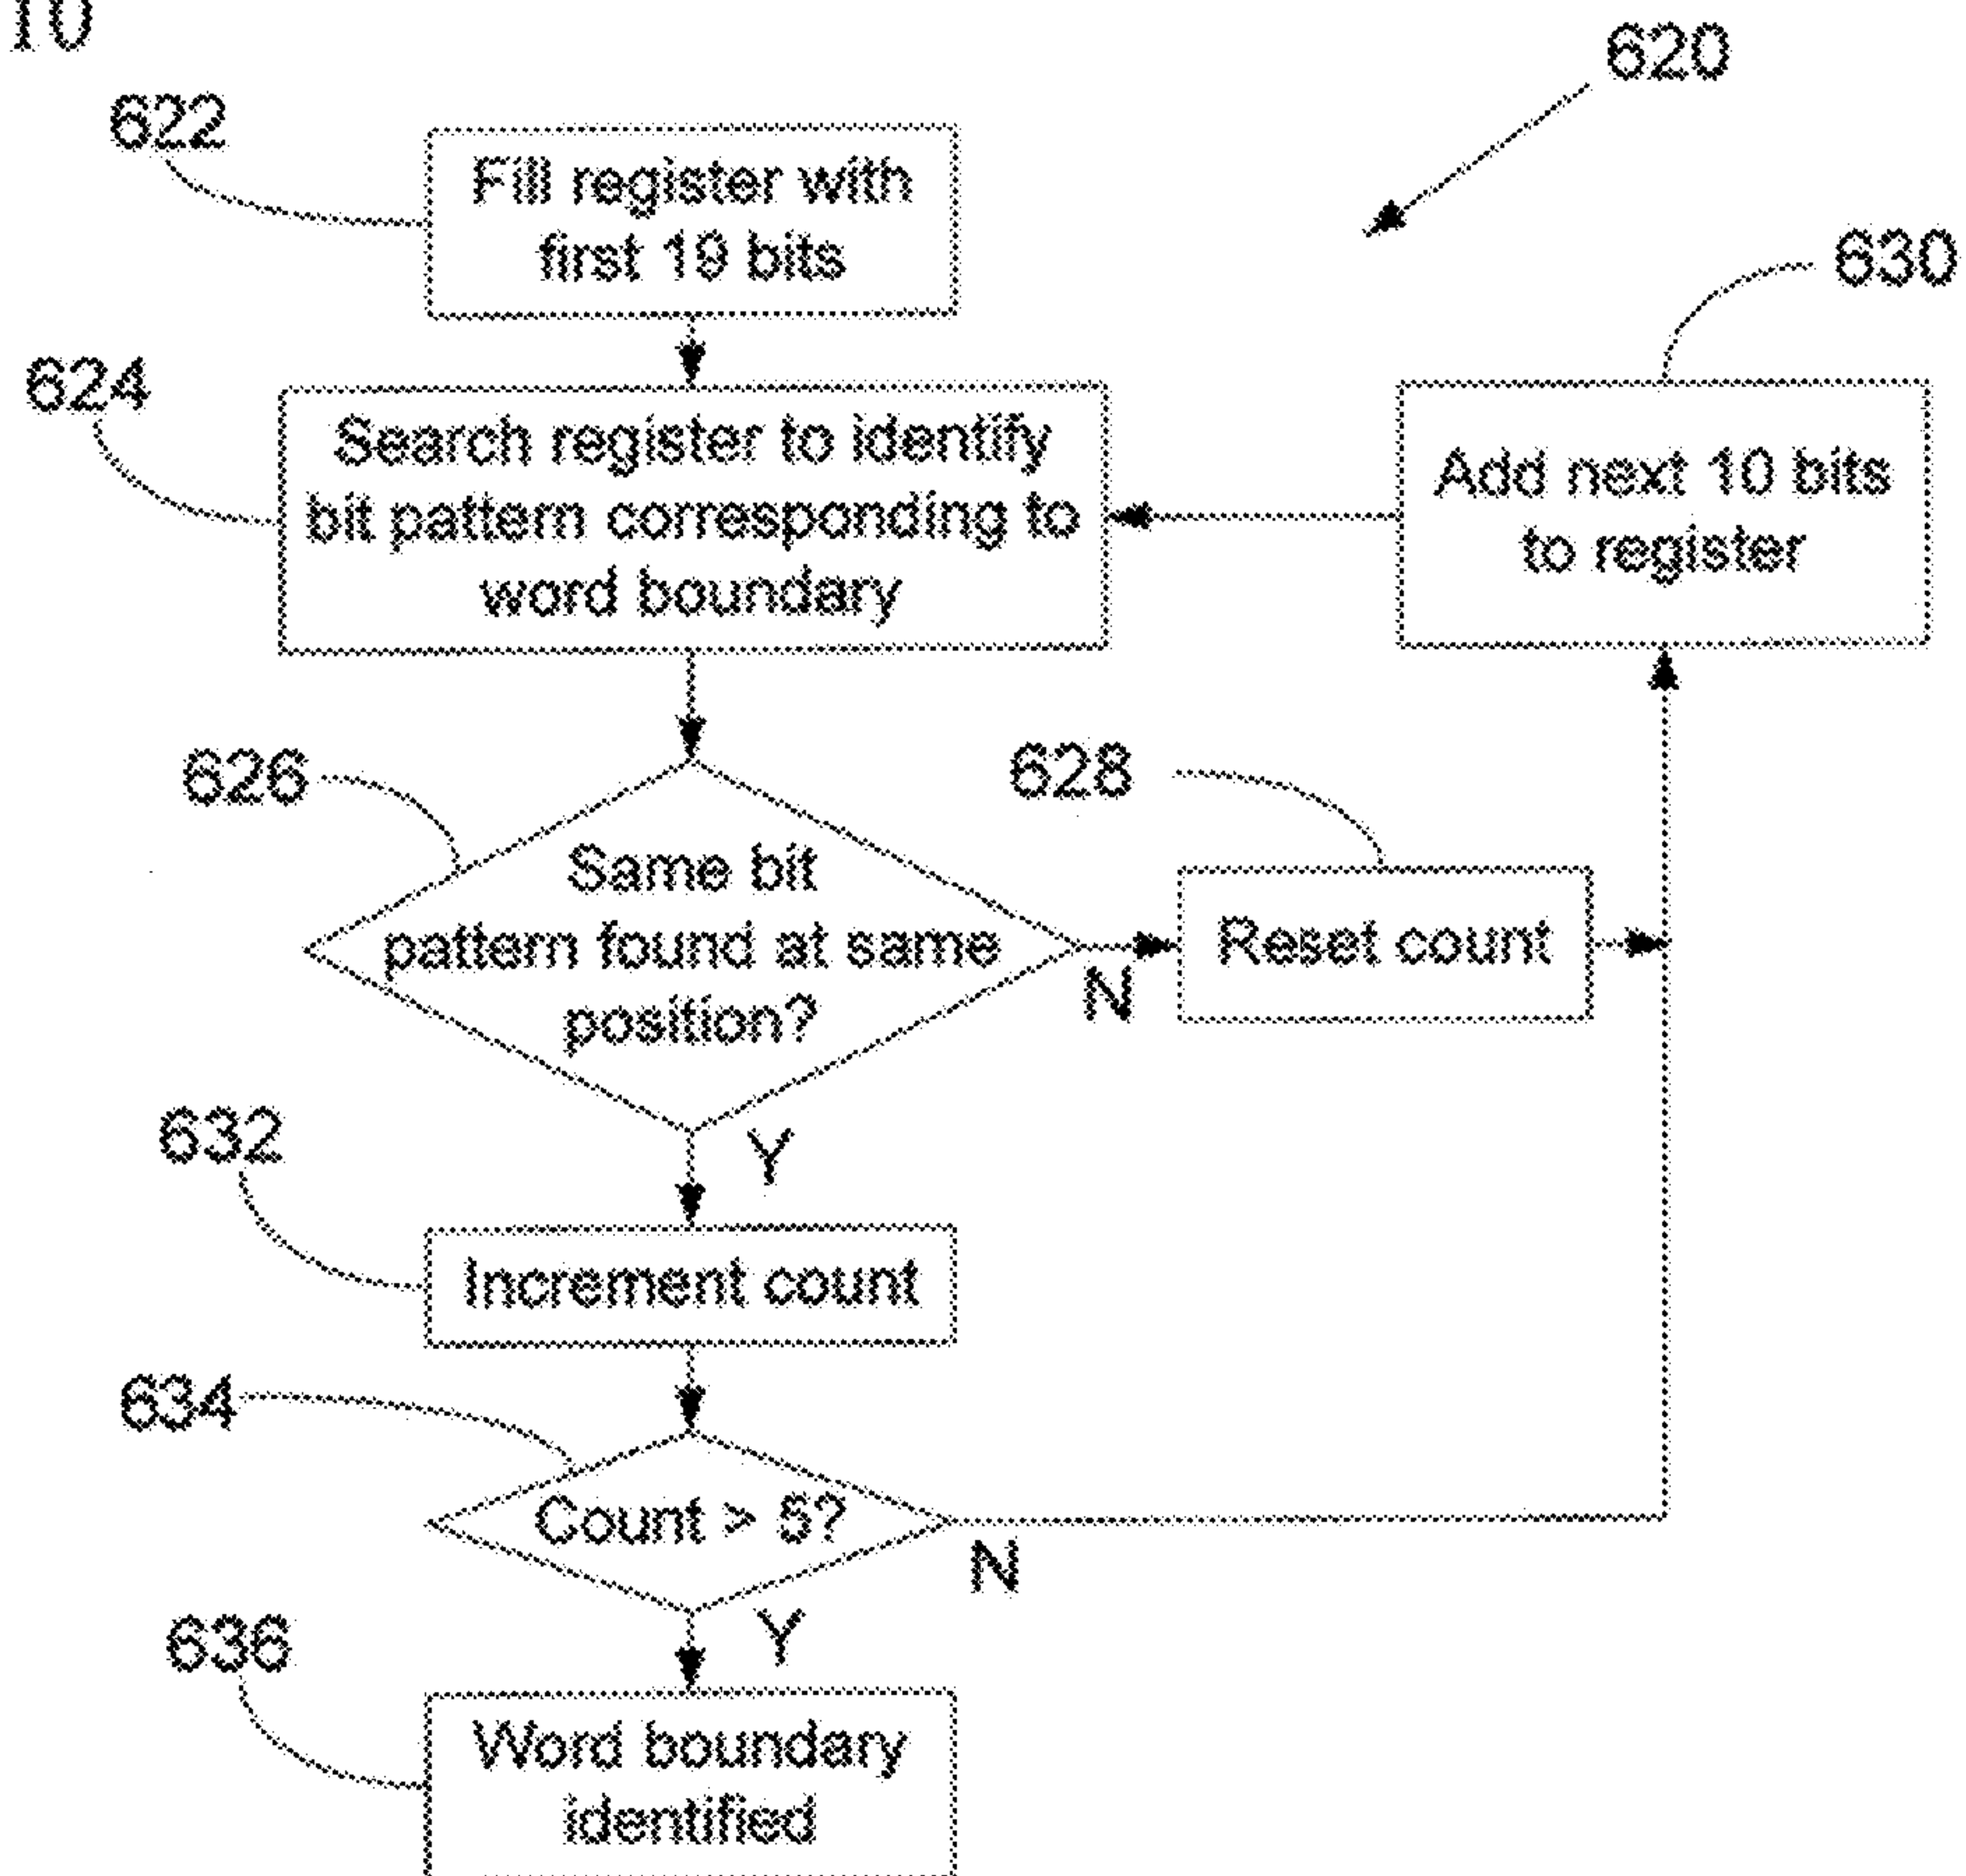 10
620
622
Fill register with
first 19 bits
630
624
Search register to identify
bit pattern corresponding to
word boundary
Add next 10 bits
to register
626
628
Same bit
pattern found at same
position?
N
Reset count
632
Y
Increment count
634
Count > 5?
N
636
Y
Word boundary
identified